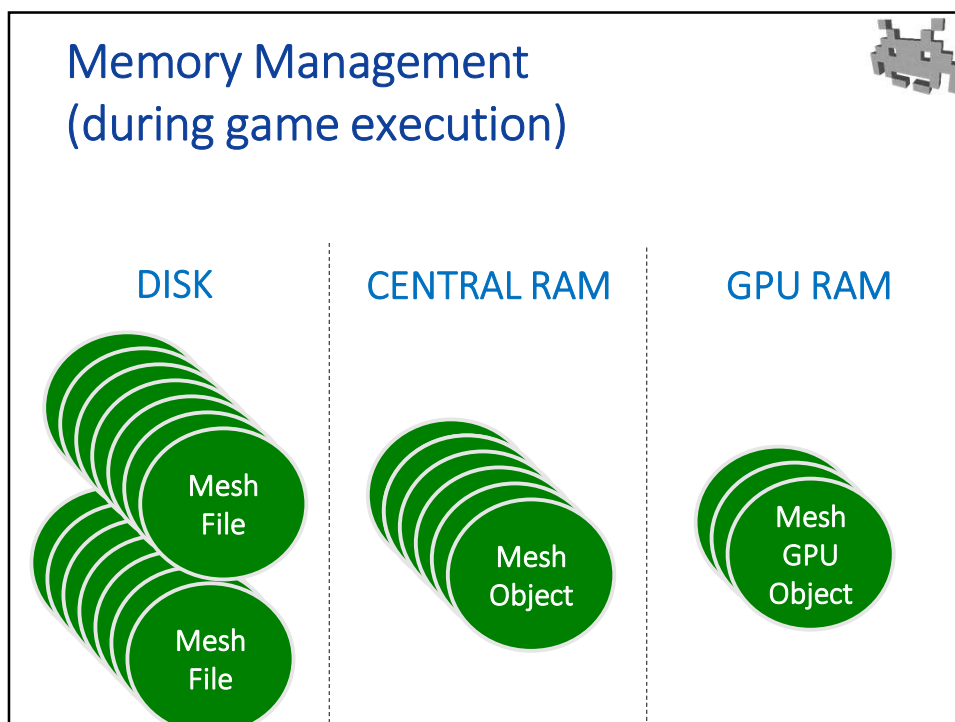 Memory Management
(during game execution)
DISK
CENTRAL RAM
GPU RAM
Mesh
File
Mesh
File
Mesh
Object
Mesh
GPU
Object